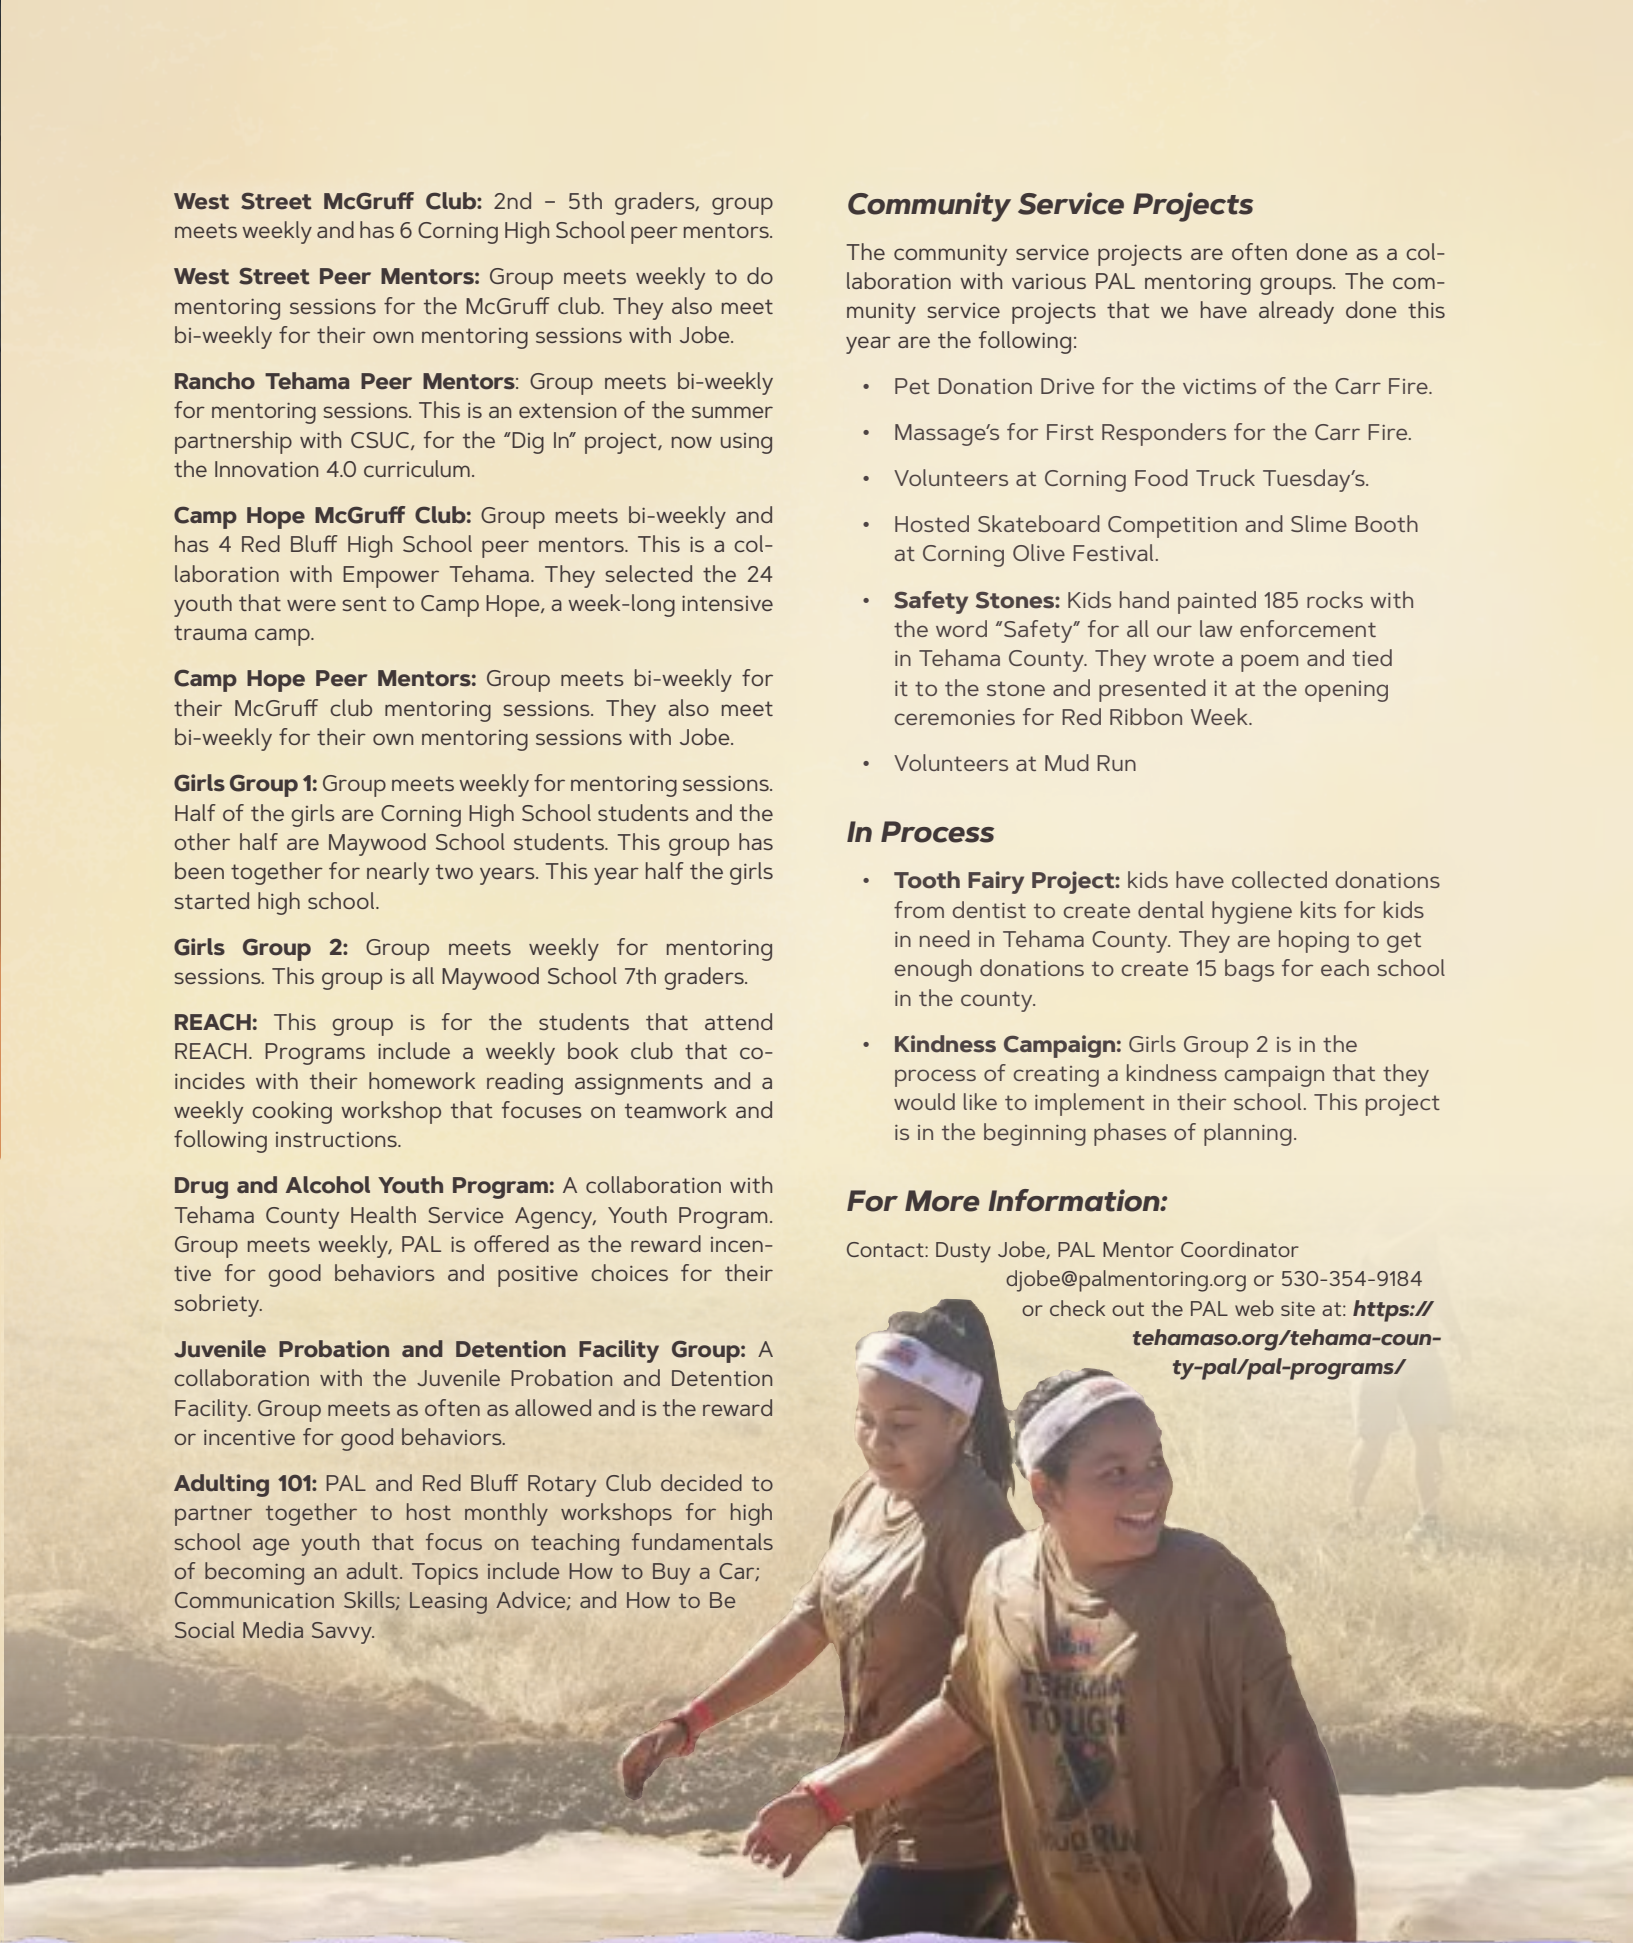 West Street McGruff Club: 2nd – 5th graders, group
meets weekly and has 6 Corning High School peer mentors.
West Street Peer Mentors: Group meets weekly to do
mentoring sessions for the McGruff club. They also meet
bi-weekly for their own mentoring sessions with Jobe.
Rancho Tehama Peer Mentors: Group meets bi-weekly
for mentoring sessions. This is an extension of the summer
partnership with CSUC, for the “Dig In” project, now using
the Innovation 4.0 curriculum.
Camp Hope McGruff Club: Group meets bi-weekly and
has 4 Red Bluff High School peer mentors. This is a col-
laboration with Empower Tehama. They selected the 24
youth that were sent to Camp Hope, a week-long intensive
trauma camp.
Camp Hope Peer Mentors: Group meets bi-weekly for
their McGruff club mentoring sessions. They also meet
bi-weekly for their own mentoring sessions with Jobe.
Girls Group 1: Group meets weekly for mentoring sessions.
Half of the girls are Corning High School students and the
other half are Maywood School students. This group has
been together for nearly two years. This year half the girls
started high school.
Girls Group 2: Group meets weekly for mentoring
sessions. This group is all Maywood School 7th graders.
REACH: This group is for the students that attend
REACH. Programs include a weekly book club that co-
incides with their homework reading assignments and a
weekly cooking workshop that focuses on teamwork and
following instructions.
Drug and Alcohol Youth Program: A collaboration with
Tehama County Health Service Agency, Youth Program.
Group meets weekly, PAL is offered as the reward incen-
tive for good behaviors and positive choices for their
sobriety.
Juvenile Probation and Detention Facility Group: A
collaboration with the Juvenile Probation and Detention
Facility. Group meets as often as allowed and is the reward
or incentive for good behaviors.
Adulting 101: PAL and Red Bluff Rotary Club decided to
partner together to host monthly workshops for high
school age youth that focus on teaching fundamentals
of becoming an adult. Topics include How to Buy a Car;
Communication Skills; Leasing Advice; and How to Be
Social Media Savvy.
Community Service Projects
The community service projects are often done as a col-
laboration with various PAL mentoring groups. The com-
munity service projects that we have already done this
year are the following:
• Pet Donation Drive for the victims of the Carr Fire.
• Massage’s for First Responders for the Carr Fire.
• Volunteers at Corning Food Truck Tuesday’s.
• Hosted Skateboard Competition and Slime Booth
at Corning Olive Festival.
• Safety Stones: Kids hand painted 185 rocks with
the word “Safety” for all our law enforcement
in Tehama County. They wrote a poem and tied
it to the stone and presented it at the opening
ceremonies for Red Ribbon Week.
• Volunteers at Mud Run
In Process
• Tooth Fairy Project: kids have collected donations
from dentist to create dental hygiene kits for kids
in need in Tehama County. They are hoping to get
enough donations to create 15 bags for each school
in the county.
• Kindness Campaign: Girls Group 2 is in the
process of creating a kindness campaign that they
would like to implement in their school. This project
is in the beginning phases of planning.
For More Information:
Contact: Dusty Jobe, PAL Mentor Coordinator
djobe@palmentoring.org or 530-354-9184
or check out the PAL web site at: https://
tehamaso.org/tehama-coun-
ty-pal/pal-programs/
TEHAMA
TOUGH
MUD RUN